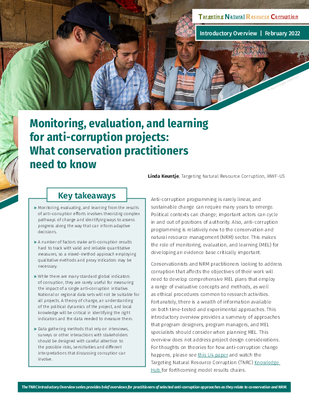 Targeting Natural Resource Corruption
Introductory Overview | February 2022
Monitoring, evaluation, and learning
for anti-corruption projects:
What conservation practitioners
need to know
Linda Keuntje, Targeting Natural Resource Corruption, WWF-US
Key takeaways
» Monitoring, evaluating, and learning from the results
of anti-corruption efforts involves theorizing complex
pathways of change and identifying ways to assess
progress along the way that can inform adaptive
decisions.
» A number of factors make anti-corruption results
hard to track with valid and reliable quantitative
measures, so a mixed-method approach employing
qualitative methods and proxy indicators may be
necessary.
» While there are many standard global indicators
of corruption, they are rarely useful for measuring
the impact of a single anti-corruption initiative.
National or regional data sets will not be suitable for
all projects. A theory of change, an understanding
of the political dynamics of the project, and local
knowledge will be critical in identifying the right
indicators and the data needed to measure them.
» Data gathering methods that rely on interviews,
surveys or other interactions with stakeholders
should be designed with careful attention to
the possible risks, sensitivities and different
interpretations that discussing corruption can
involve.
Anti-corruption programming is rarely linear, and
sustainable change can require many years to emerge.
Political contexts can change; important actors can cycle
in and out of positions of authority. Also, anti-corruption
programming is relatively new to the conservation and
natural resource management (NRM) sector. This makes
the role of monitoring, evaluation, and learning (MEL) for
developing an evidence base critically important.
Conservationists and NRM practitioners looking to address
corruption that affects the objectives of their work will
need to develop comprehensive MEL plans that employ
a range of evaluative concepts and methods, as well
as ethical procedures common to research activities.
Fortunately, there is a wealth of information available
on both time-tested and experimental approaches. This
introductory overview provides a summary of approaches
that program designers, program managers, and MEL
specialists should consider when planning MEL. This
overview does not address project design considerations.
For thoughts on theories for how anti-corruption change
happens, please see this U4 paper and watch the
Targeting Natural Resource Corruption (TNRC) Knowledge
Hub for forthcoming model results chains.
The TNRC Introductory Overview series provides brief overviews for practitioners of selected anti-corruption approaches as they relate to conservation and NRM.